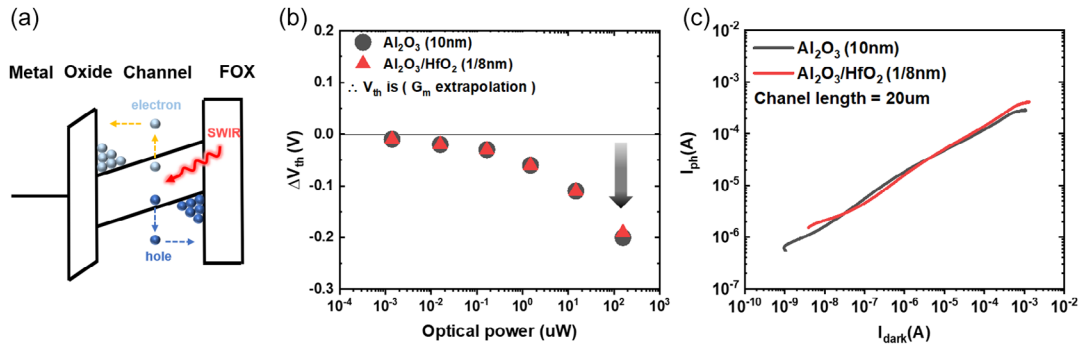 (a)
Metal Oxide Channel FOX
electron
SWIR
hole
(b)
Al₂O₃ (10nm)
Al₂O₃/HfO₂ (1/8nm)
∴ Vₜₕ is ( Gₘ extrapolation )
ΔVₜₕ (V)
0.2
0.1
0.0
-0.1
-0.2
-0.3
10⁻⁴ 10⁻³ 10⁻² 10⁻¹ 10⁰ 10¹ 10² 10³
Optical power (uW)
(c)
Al₂O₃ (10nm)
Al₂O₃/HfO₂ (1/8nm)
Chanel length = 20um
Iₚₕ(A)
10⁻²
10⁻³
10⁻⁴
10⁻⁵
10⁻⁶
10⁻⁷
10⁻¹⁰ 10⁻⁹ 10⁻⁸ 10⁻⁷ 10⁻⁶ 10⁻⁵ 10⁻⁴ 10⁻³ 10⁻²
I_dark(A)